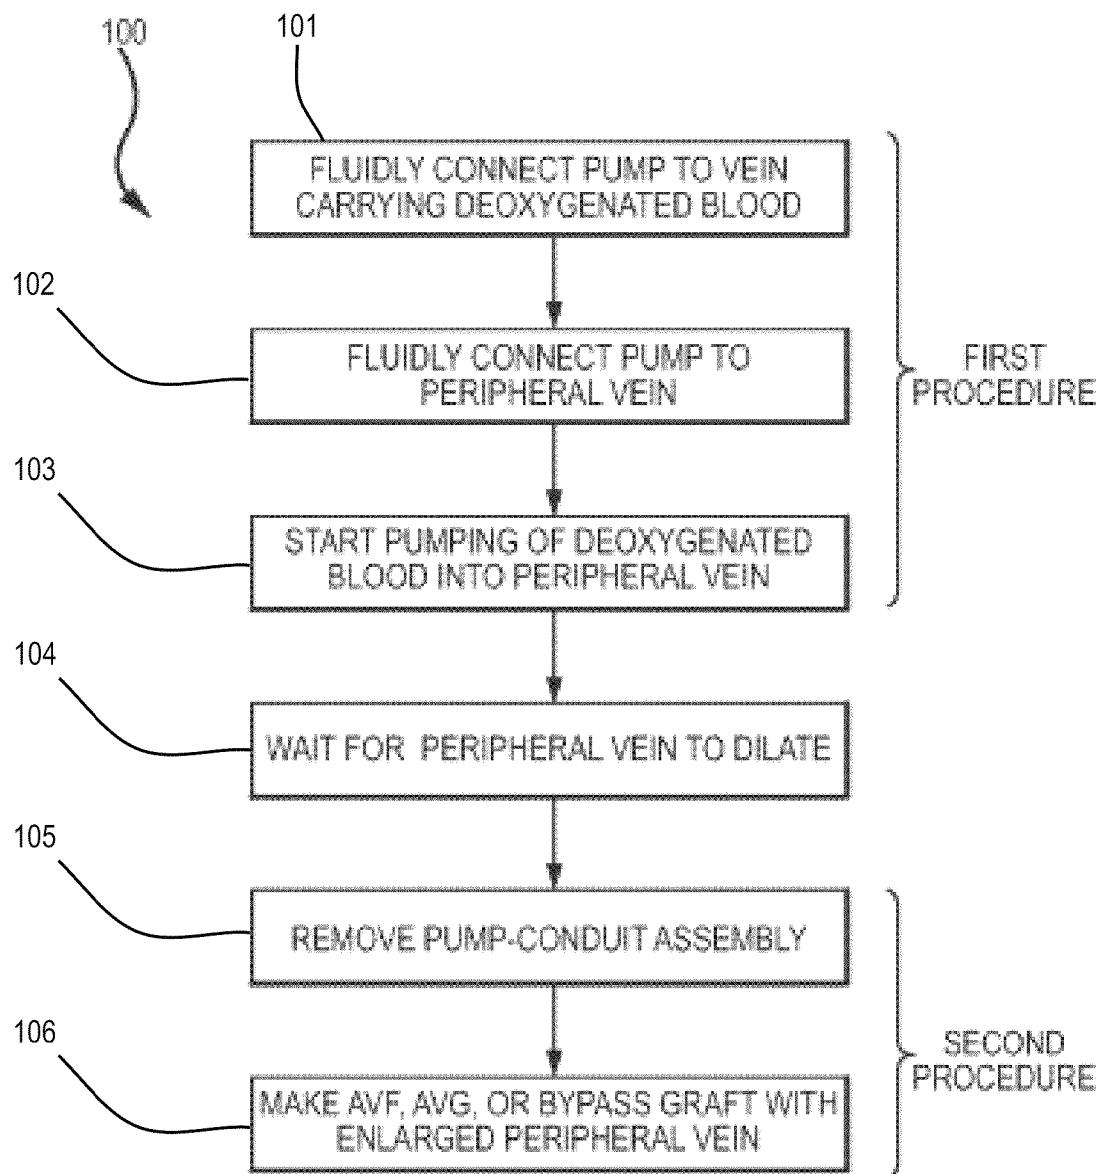 100
101
FLUIDLY CONNECT PUMP TO VEIN
CARRYING DEOXYGENATED BLOOD
102
FLUIDLY CONNECT PUMP TO
PERIPHERAL VEIN
FIRST
PROCEDURE
103
START PUMPING OF DEOXYGENATED
BLOOD INTO PERIPHERAL VEIN
104
WAIT FOR PERIPHERAL VEIN TO DILATE
105
REMOVE PUMP-CONDUIT ASSEMBLY
106
MAKE AVF, AVG, OR BYPASS GRAFT WITH
ENLARGED PERIPHERAL VEIN
SECOND
PROCEDURE